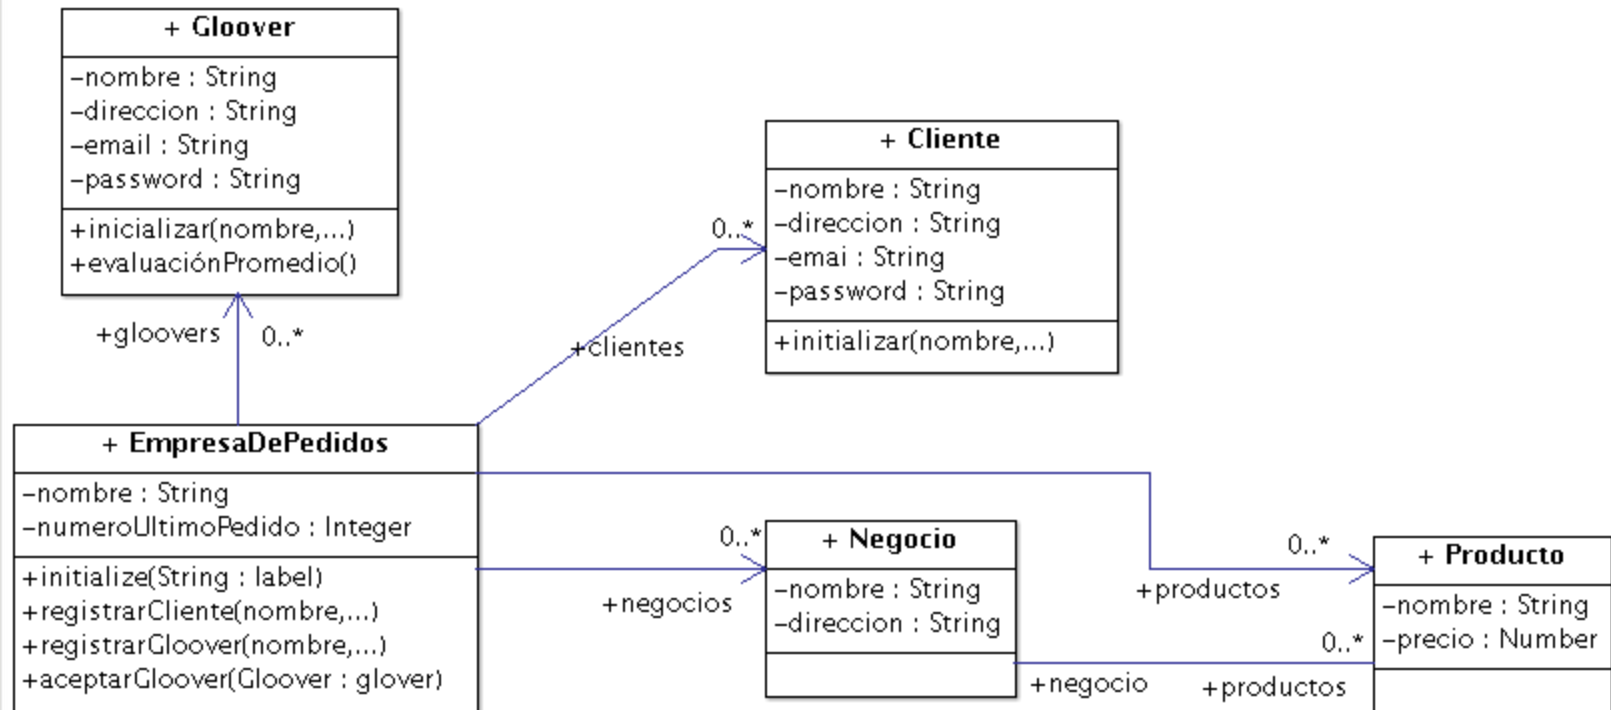 + Gloover
-nombre : String
-direccion : String
-email : String
-password : String
+inicializar(nombre,...)
+evaluaciónPromedio()
+gloovers
0..*
+ Cliente
-nombre : String
-direccion : String
-emai : String
-password : String
+initializar(nombre,...)
0..*
+clientes
+ EmpresaDePedidos
-nombre : String
-numeroUltimoPedido : Integer
+initialize(String : label)
+registrarCliente(nombre,...)
+registrarGloover(nombre,...)
+aceptarGloover(Gloover : glover)
0..*
+negocios
+ Negocio
-nombre : String
-direccion : String
0..*
+productos
+ Producto
-nombre : String
-precio : Number
0..*
+negocio
+productos